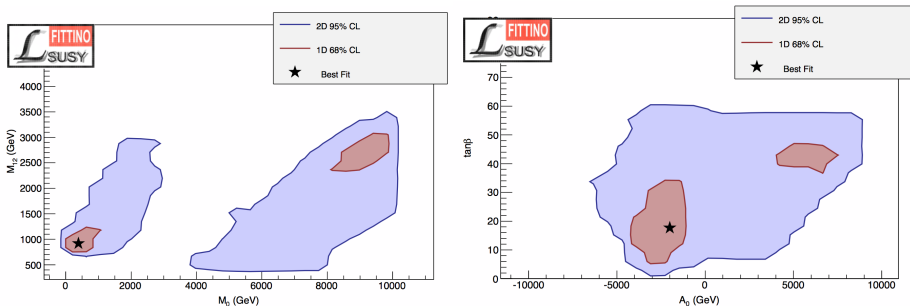 L FITTINO
SUSY
2D 95% CL
1D 68% CL
Best Fit
M12 (GeV)
4000
3500
3000
2500
2000
1500
1000
500
0 2000 4000 6000 8000 10000
M0 (GeV)
L FITTINO
SUSY
2D 95% CL
1D 68% CL
Best Fit
tanβ
70
60
50
40
30
20
10
0
-10000 -5000 0 5000 10000
A0 (GeV)